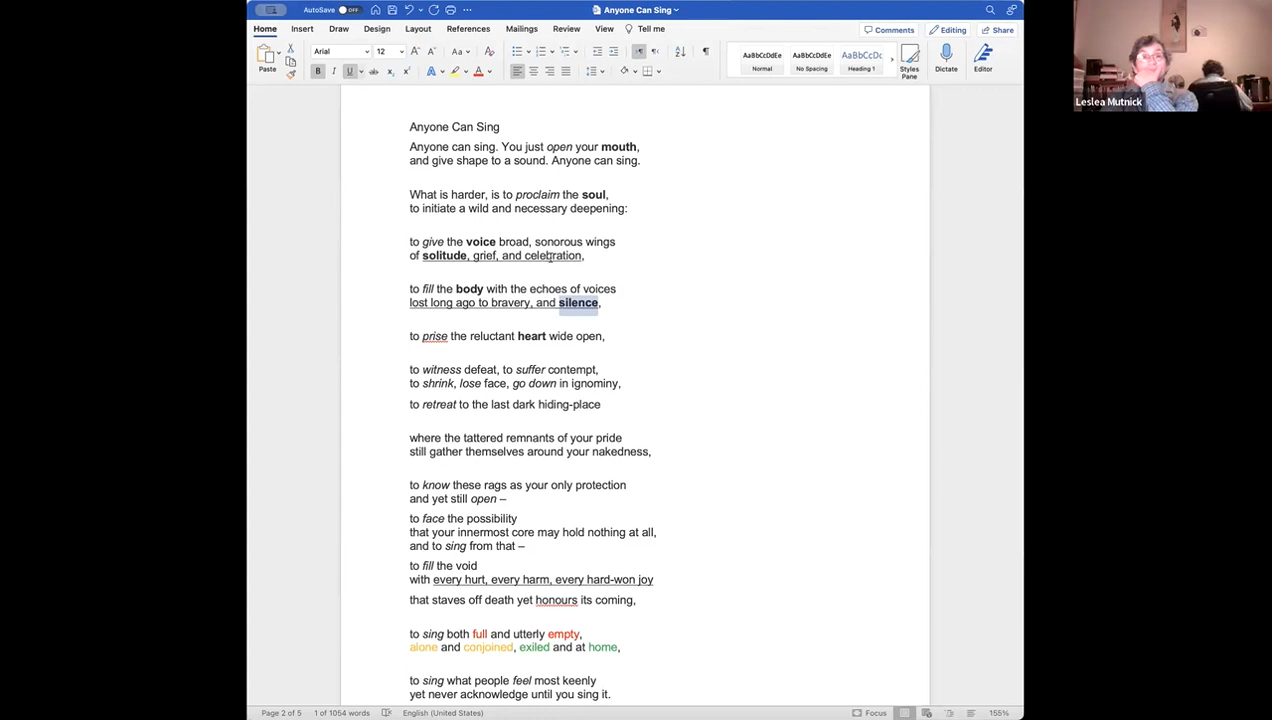 AutoSave OFF
Anyone Can Sing
Home Insert Draw Design Layout References Mailings Review View Tell me
Comments Editing Share
Paste
Arial 12
AaBbCcDdEe AaBbCcDdEe AaBbCcDc
Normal No Spacing Heading 1
Styles Pane
Dictate
Editor
Leslea Mutnick
Anyone Can Sing
Anyone can sing. You just open your mouth,
and give shape to a sound. Anyone can sing.
What is harder, is to proclaim the soul,
to initiate a wild and necessary deepening:
to give the voice broad, sonorous wings
of solitude, grief, and celebration,
to fill the body with the echoes of voices
lost long ago to bravery, and silence,
to prise the reluctant heart wide open,
to witness defeat, to suffer contempt,
to shrink, lose face, go down in ignominy,
to retreat to the last dark hiding-place
where the tattered remnants of your pride
still gather themselves around your nakedness,
to know these rags as your only protection
and yet still open –
to face the possibility
that your innermost core may hold nothing at all,
and to sing from that –
to fill the void
with every hurt, every harm, every hard-won joy
that staves off death yet honours its coming,
to sing both full and utterly empty,
alone and conjoined, exiled and at home,
to sing what people feel most keenly
yet never acknowledge until you sing it.
Page 2 of 5 1 of 1054 words English (United States) Focus 155%